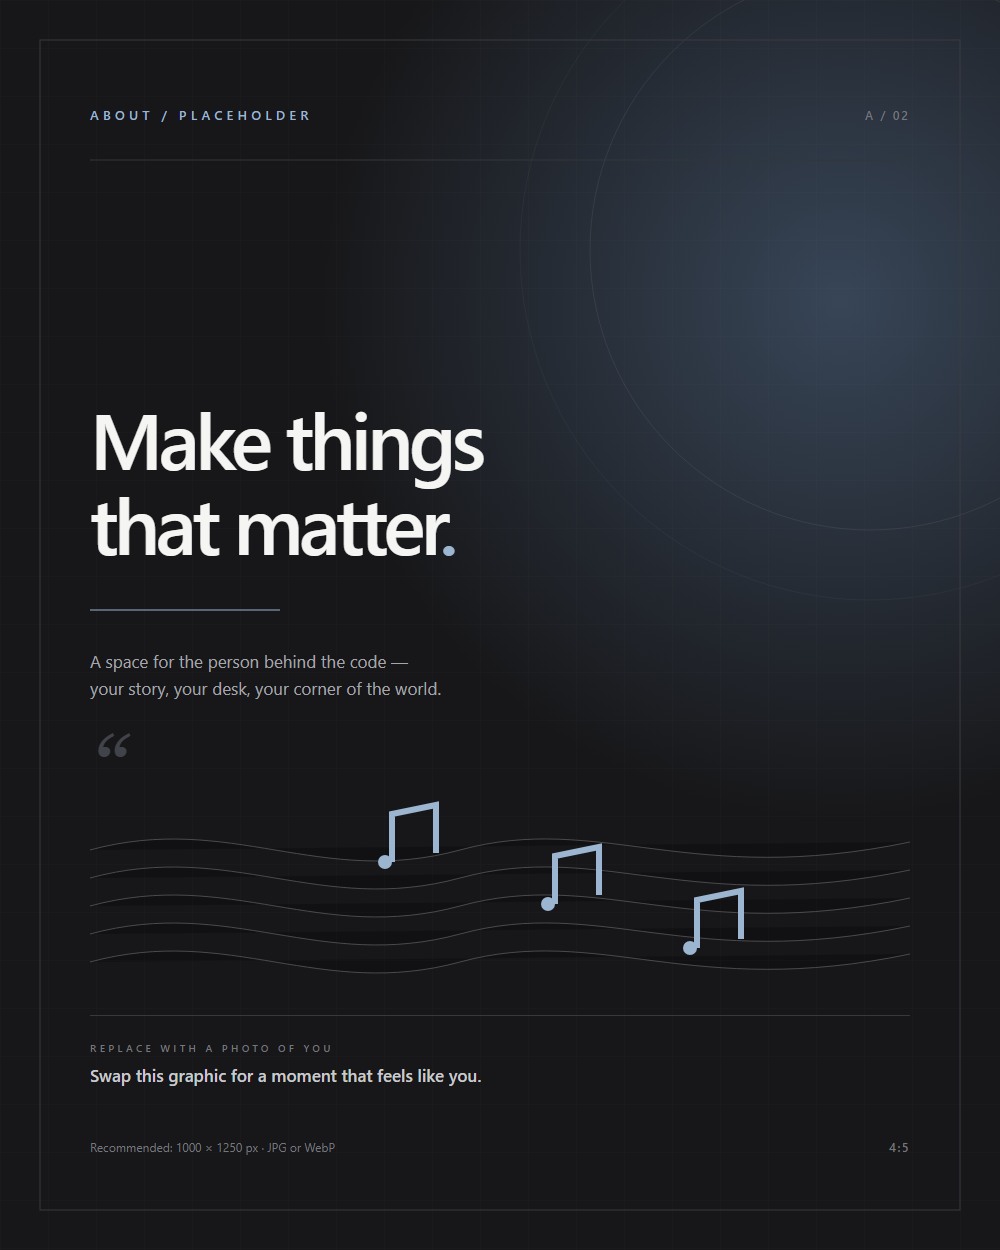 ABOUT / PLACEHOLDER
A / 02
Make things
that matter.
A space for the person behind the code —
your story, your desk, your corner of the world.
“
REPLACE WITH A PHOTO OF YOU
Swap this graphic for a moment that feels like you.
Recommended: 1000 × 1250 px · JPG or WebP
4:5